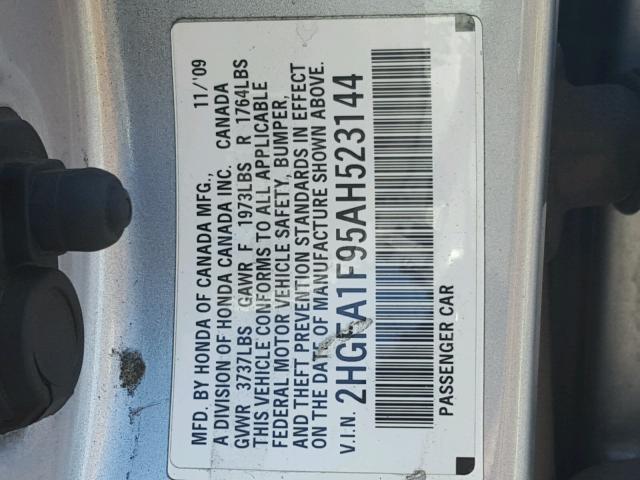 MFD. BY HONDA OF CANADA MFG., 11/'09
A DIVISION OF HONDA CANADA INC. CANADA
GVWR 3737LBS GAWR F 1973LBS R 1764LBS
THIS VEHICLE CONFORMS TO ALL APPLICABLE
FEDERAL MOTOR VEHICLE SAFETY, BUMPER,
AND THEFT PREVENTION STANDARDS IN EFFECT
ON THE DATE OF MANUFACTURE SHOWN ABOVE.
V.I.N. 2HGFA1F95AH523144
PASSENGER CAR